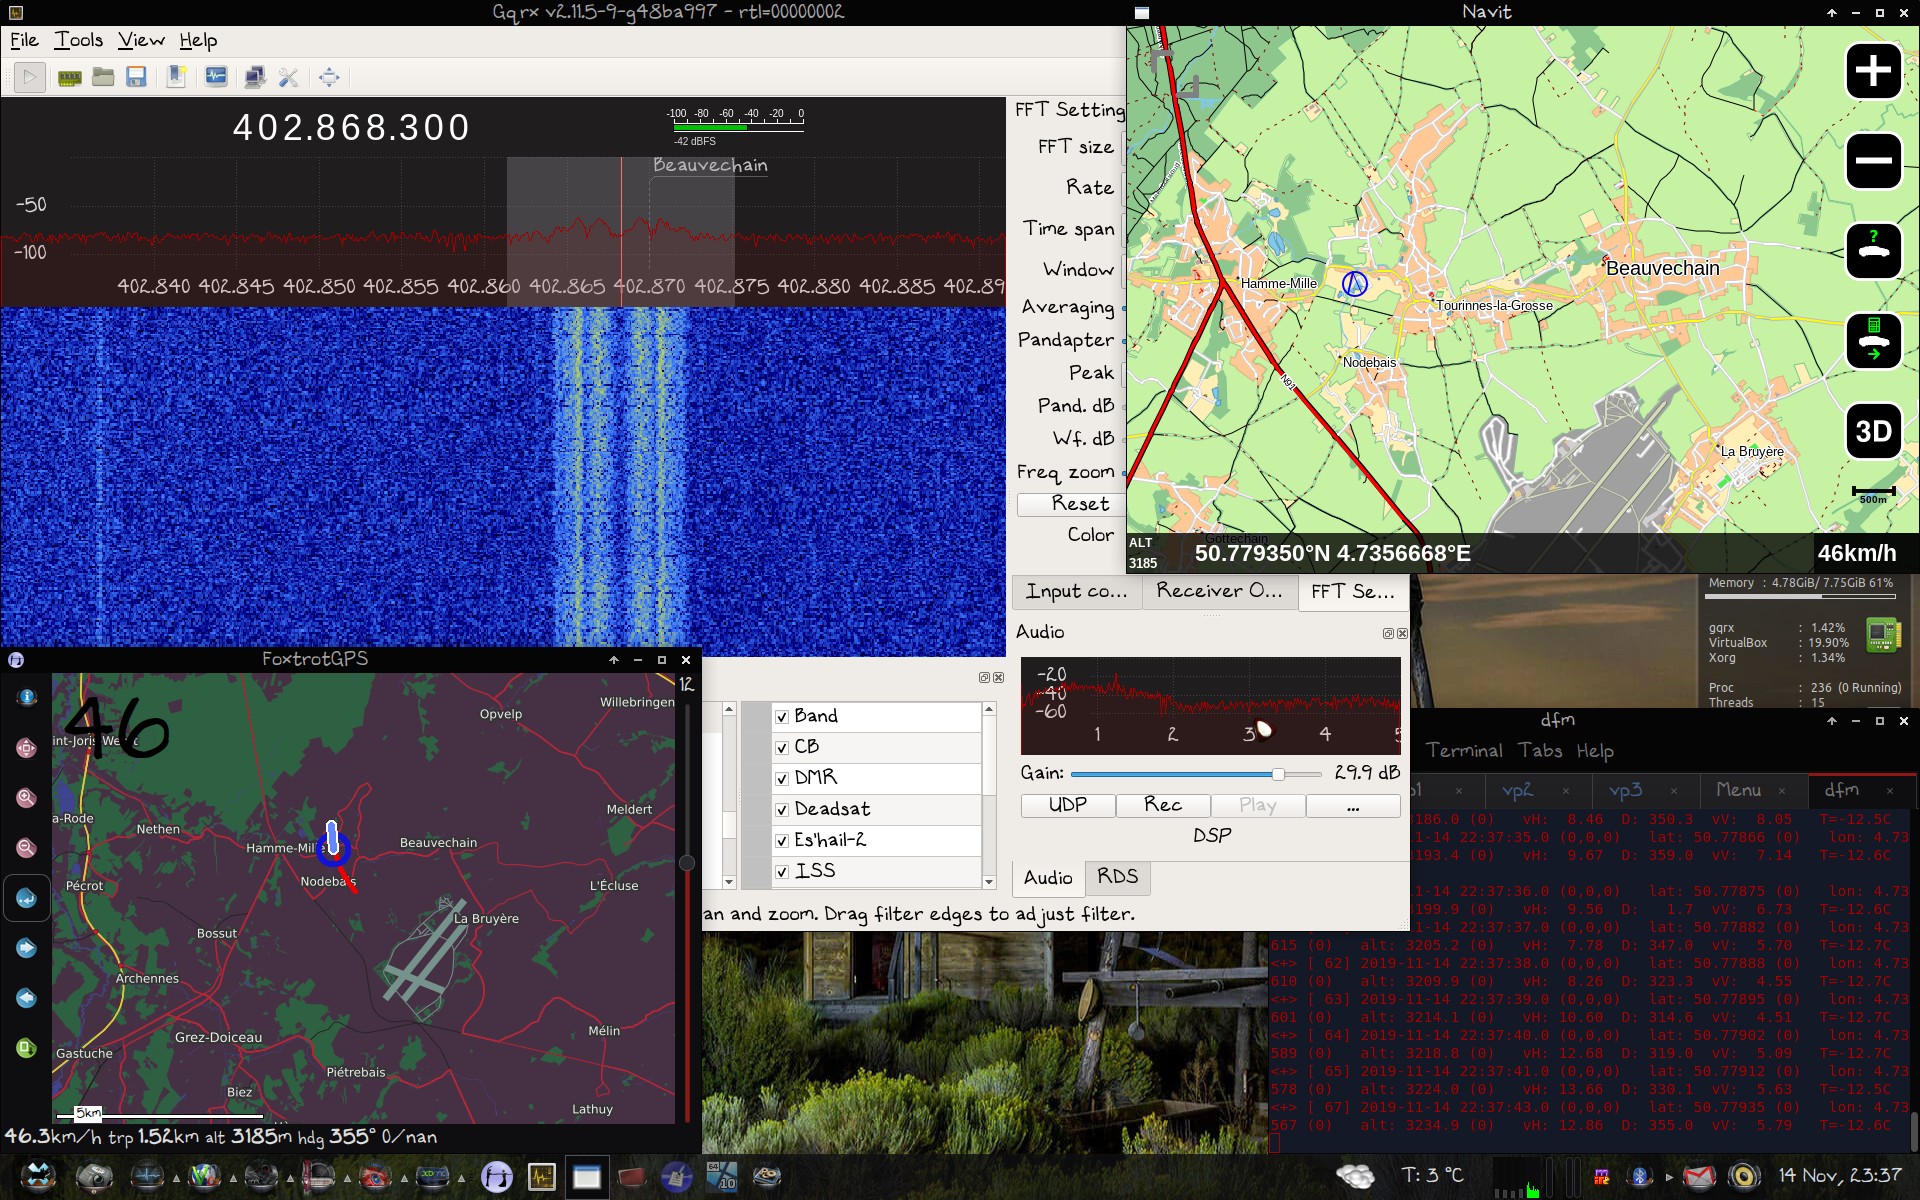 Gqrx v2.11.5-9-g48ba997 - rtl=00000002
File Tools View Help
402.868.300
-100 -80 -60 -40 -20 0
-42 dBFS
Beauvechain
-50
-100
402.840 402.845 402.850 402.855 402.860 402.865 402.870 402.875 402.880 402.885 402.89
FFT Setting
FFT size
Rate
Time span
Window
Averaging
Pandapter
Peak
Pand. dB
Wf. dB
Freq zoom
Reset
Color
Input co... Receiver O... FFT Se...
Audio
-20
-40
-60
1 2 3 4 5
Gain: 29.9 dB
UDP Rec Play ...
DSP
Audio RDS
Band
CB
DMR
Deadsat
Es'hail-2
ISS
an and zoom. Drag filter edges to adjust filter.
Navit
Hamme-Mille
Beauvechain
Tourinnes-la-Grosse
Nodebais
N91
La Bruyère
Gottechain
3D
500m
ALT
3185
50.779350°N 4.7356668°E
46km/h
FoxtrotGPS
12
46
Willebringen
Opvelp
Meldert
a-Rode
Nethen
Hamme-Mille
Beauvechain
Nodebais
Pécrot
L'Écluse
La Bruyère
Bossut
Archennes
Grez-Doiceau
Mélin
Gastuche
Piétrebais
Biez
Lathuy
5km
46.3km/h trp 1.52km alt 3185m hdg 355° 0/nan
Memory : 4.78GiB/ 7.75GiB 61%
gqrx : 1.42%
VirtualBox : 19.90%
Xorg : 1.34%
Proc : 236 (0 Running)
Threads : 15
dfm
Terminal Tabs Help
vp2 vp3 Menu dfm
3186.0 (0) vH: 8.46 D: 350.3 vV: 8.05 T=-12.5C
11-14 22:37:35.0 (0,0,0) lat: 50.77866 (0) lon: 4.73
3193.4 (0) vH: 9.67 D: 359.0 vV: 7.14 T=-12.6C
11-14 22:37:36.0 (0,0,0) lat: 50.77875 (0) lon: 4.73
3199.9 (0) vH: 9.56 D: 1.7 vV: 6.73 T=-12.6C
11-14 22:37:37.0 (0,0,0) lat: 50.77882 (0) lon: 4.73
615 (0) alt: 3205.2 (0) vH: 7.78 D: 347.0 vV: 5.70 T=-12.7C
<+> [ 62] 2019-11-14 22:37:38.0 (0,0,0) lat: 50.77888 (0) lon: 4.73
610 (0) alt: 3209.9 (0) vH: 8.26 D: 323.3 vV: 4.55 T=-12.6C
<+> [ 63] 2019-11-14 22:37:39.0 (0,0,0) lat: 50.77895 (0) lon: 4.73
601 (0) alt: 3214.1 (0) vH: 10.60 D: 314.6 vV: 4.51 T=-12.7C
<+> [ 64] 2019-11-14 22:37:40.0 (0,0,0) lat: 50.77902 (0) lon: 4.73
589 (0) alt: 3218.8 (0) vH: 12.68 D: 319.0 vV: 5.09 T=-12.7C
<+> [ 65] 2019-11-14 22:37:41.0 (0,0,0) lat: 50.77912 (0) lon: 4.73
578 (0) alt: 3224.0 (0) vH: 13.66 D: 330.1 vV: 5.63 T=-12.5C
<+> [ 67] 2019-11-14 22:37:43.0 (0,0,0) lat: 50.77935 (0) lon: 4.73
567 (0) alt: 3234.9 (0) vH: 12.86 D: 355.0 vV: 5.79 T=-12.6C
64
10
T: 3 °C
14 Nov, 23:37